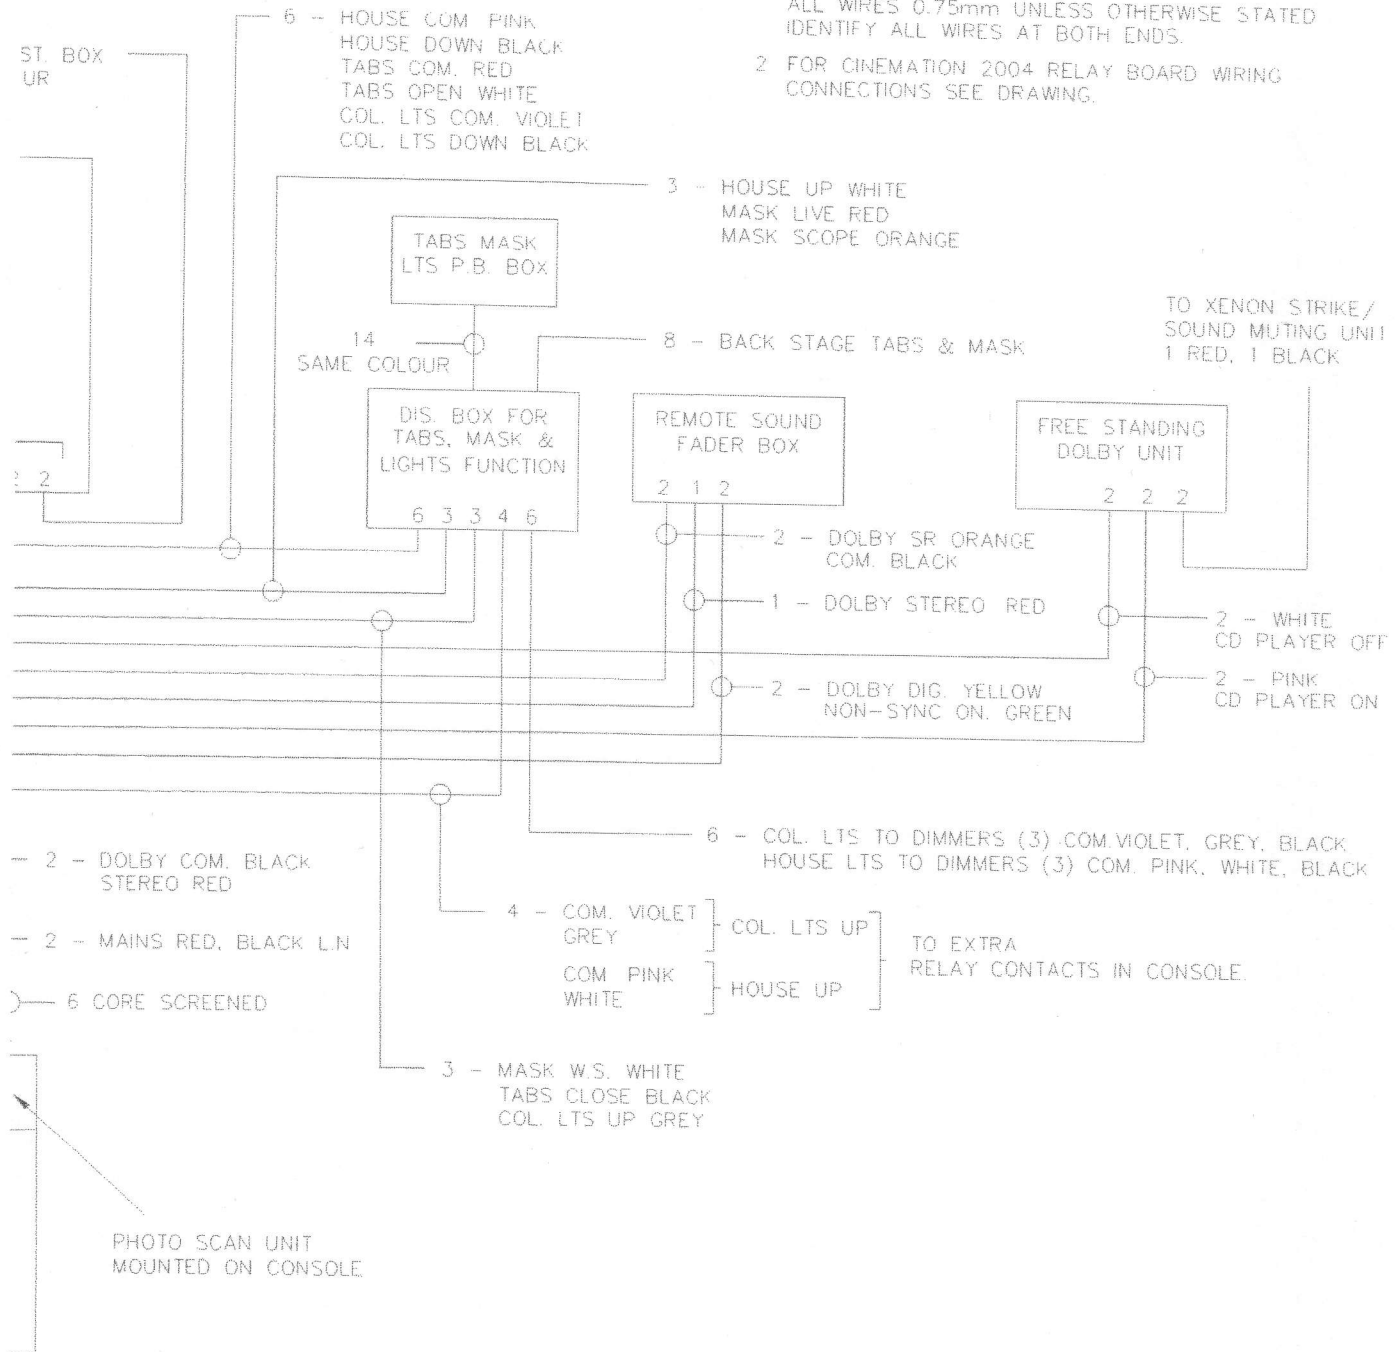 6 - HOUSE COM PINK
HOUSE DOWN BLACK
TABS COM. RED
TABS OPEN WHITE
COL. LTS COM. VIOLET
COL. LTS DOWN BLACK
ALL WIRES 0.75mm UNLESS OTHERWISE STATED
IDENTIFY ALL WIRES AT BOTH ENDS.
2 FOR CINEMATION 2004 RELAY BOARD WIRING
CONNECTIONS SEE DRAWING.
ST. BOX
UR
3 - HOUSE UP WHITE
MASK LIVE RED
MASK SCOPE ORANGE
TABS MASK
LTS P.B. BOX
14
SAME COLOUR
8 - BACK STAGE TABS & MASK
TO XENON STRIKE/
SOUND MUTING UNIT
1 RED, 1 BLACK
DIS. BOX FOR
TABS, MASK &
LIGHTS FUNCTION
6 3 3 4 6
REMOTE SOUND
FADER BOX
2 1 2
FREE STANDING
DOLBY UNIT
2 2 2
2 2
2 - DOLBY SR ORANGE
COM. BLACK
1 - DOLBY STEREO RED
2 - WHITE
CD PLAYER OFF
2 - DOLBY DIG. YELLOW
NON-SYNC ON. GREEN
2 - PINK
CD PLAYER ON
6 - COL. LTS TO DIMMERS (3) COM.VIOLET, GREY, BLACK
HOUSE LTS TO DIMMERS (3) COM. PINK, WHITE, BLACK
2 - DOLBY COM. BLACK
STEREO RED
2 - MAINS RED, BLACK L.N
6 CORE SCREENED
4 - COM. VIOLET
GREY
COL. LTS UP
COM PINK
WHITE
HOUSE UP
TO EXTRA
RELAY CONTACTS IN CONSOLE.
3 - MASK W.S. WHITE
TABS CLOSE BLACK
COL. LTS UP GREY
PHOTO SCAN UNIT
MOUNTED ON CONSOLE